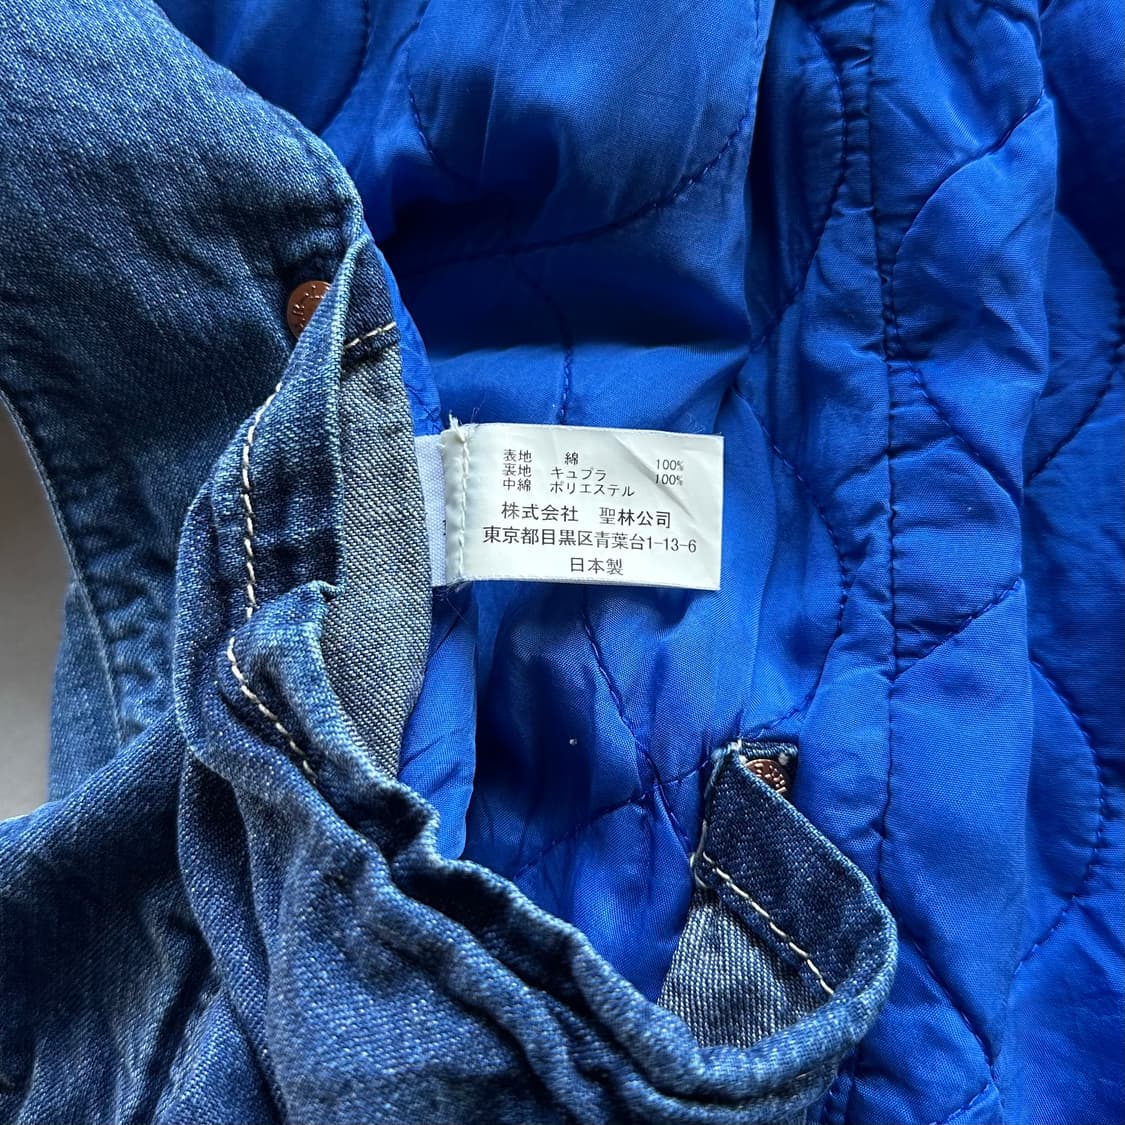 表地 綿 100%
裏地 キュプラ 100%
中綿 ポリエステル
株式会社 聖林公司
東京都目黒区青葉台1-13-6
日本製